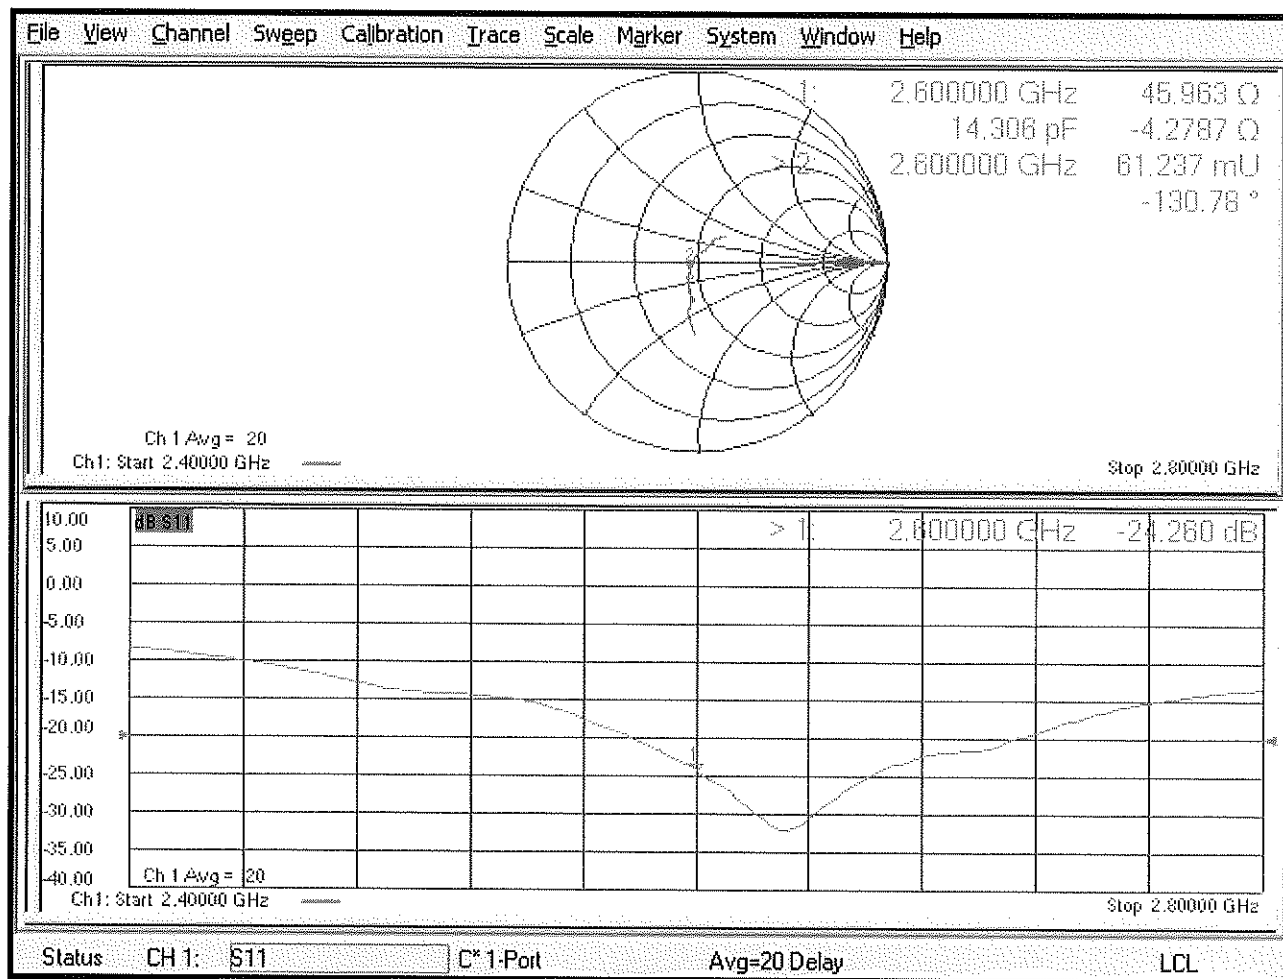 File View Channel Sweep Calibration Trace Scale Marker System Window Help
1: 2.600000 GHz 45.963 Ω
14.306 pF -4.2787 Ω
> 2: 2.600000 GHz 61.237 mU
-130.78 °
2
Ch 1 Avg = 20
Ch1: Start 2.40000 GHz
Stop 2.80000 GHz
10.00
dB S11
> 1: 2.600000 GHz -24.260 dB
5.00
0.00
-5.00
-10.00
-15.00
-20.00
1
-25.00
-30.00
-35.00
-40.00
Ch 1 Avg = 20
Ch1: Start 2.40000 GHz
Stop 2.80000 GHz
Status CH 1: S11 C* 1-Port Avg=20 Delay LCL